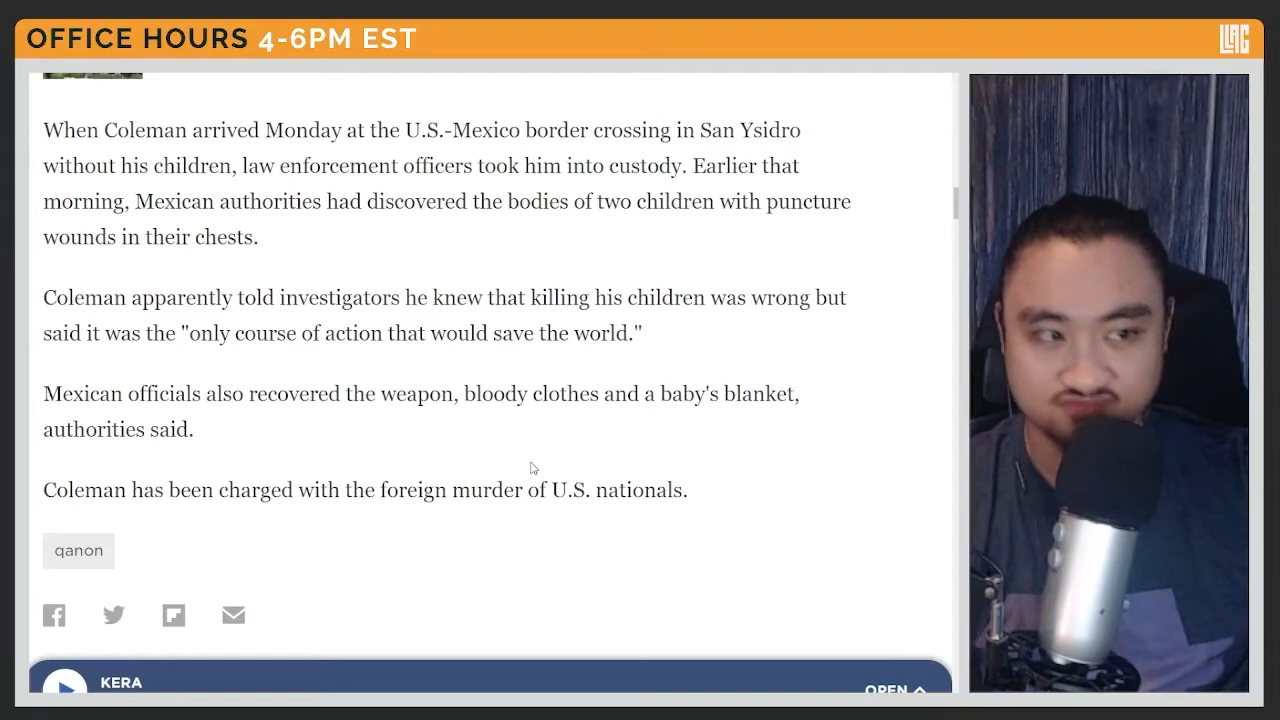 OFFICE HOURS 4-6PM EST
When Coleman arrived Monday at the U.S.-Mexico border crossing in San Ysidro
without his children, law enforcement officers took him into custody. Earlier that
morning, Mexican authorities had discovered the bodies of two children with puncture
wounds in their chests.
Coleman apparently told investigators he knew that killing his children was wrong but
said it was the "only course of action that would save the world."
Mexican officials also recovered the weapon, bloody clothes and a baby's blanket,
authorities said.
Coleman has been charged with the foreign murder of U.S. nationals.
qanon
KERA
OPEN